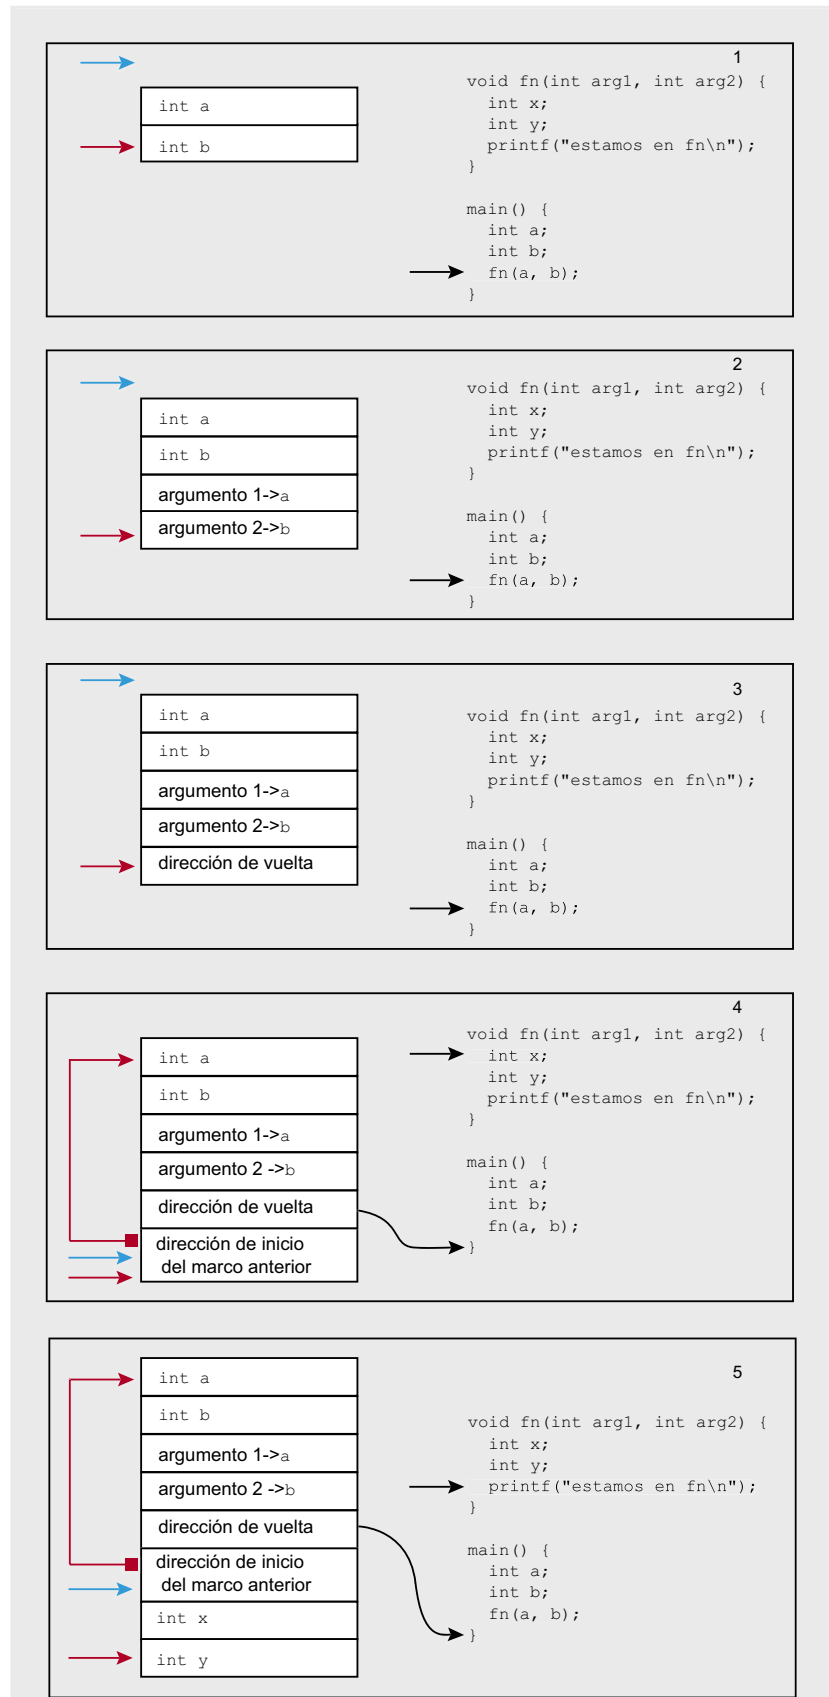 1
int a
int b
void fn(int arg1, int arg2) {
int x;
int y;
printf("estamos en fn\n");
}
main() {
int a;
int b;
fn(a, b);
}
2
int a
int b
argumento 1->a
argumento 2->b
void fn(int arg1, int arg2) {
int x;
int y;
printf("estamos en fn\n");
}
main() {
int a;
int b;
fn(a, b);
}
3
int a
int b
argumento 1->a
argumento 2->b
dirección de vuelta
void fn(int arg1, int arg2) {
int x;
int y;
printf("estamos en fn\n");
}
main() {
int a;
int b;
fn(a, b);
}
4
int a
int b
argumento 1->a
argumento 2 ->b
dirección de vuelta
dirección de inicio
del marco anterior
void fn(int arg1, int arg2) {
int x;
int y;
printf("estamos en fn\n");
}
main() {
int a;
int b;
fn(a, b);
}
5
int a
int b
argumento 1->a
argumento 2 ->b
dirección de vuelta
dirección de inicio
del marco anterior
int x
int y
void fn(int arg1, int arg2) {
int x;
int y;
printf("estamos en fn\n");
}
main() {
int a;
int b;
fn(a, b);
}